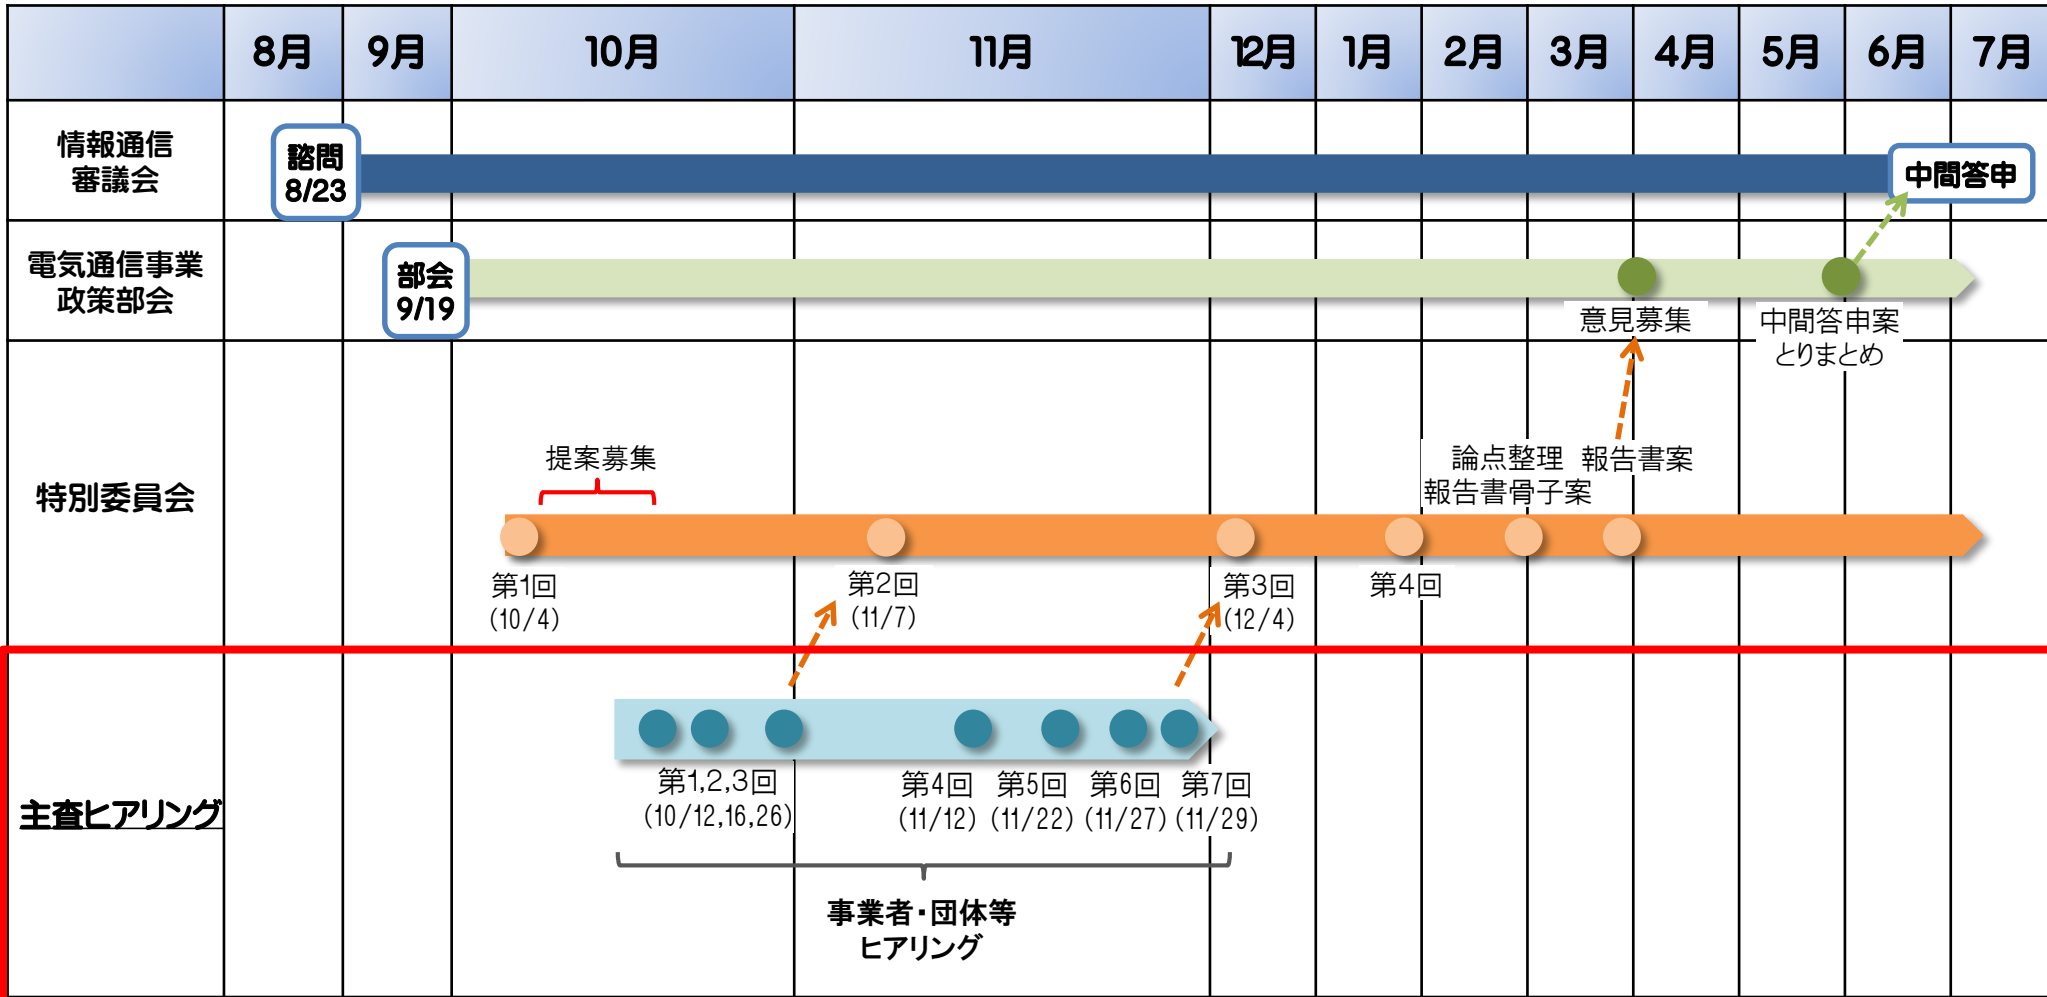 8月 9月 10月 11月 12月 1月 2月 3月 4月 5月 6月 7月
情報通信
審議会
諮問
8/23
中間答申
電気通信事業
政策部会
部会
9/19
意見募集
中間答申案
とりまとめ
特別委員会
提案募集
論点整理
報告書骨子案
報告書案
第1回
(10/4)
第2回
(11/7)
第3回
(12/4)
第4回
主査ヒアリング
第1,2,3回
(10/12,16,26)
第4回
(11/12)
第5回
(11/22)
第6回
(11/27)
第7回
(11/29)
事業者・団体等
ヒアリング